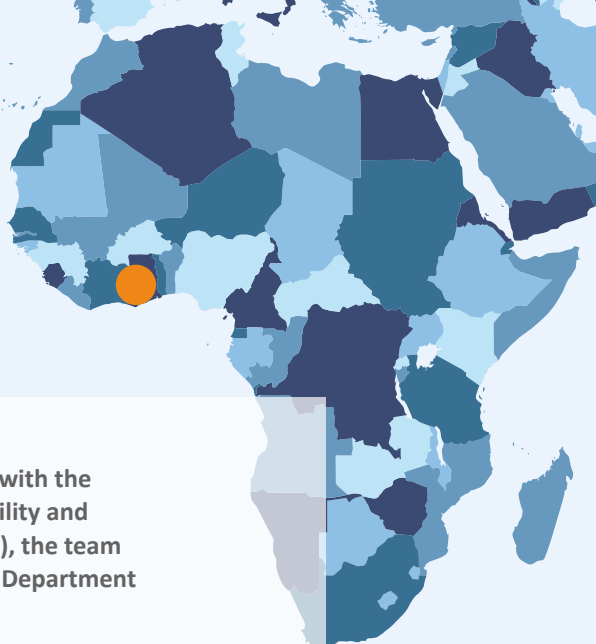 with the
ility and
), the team
Department